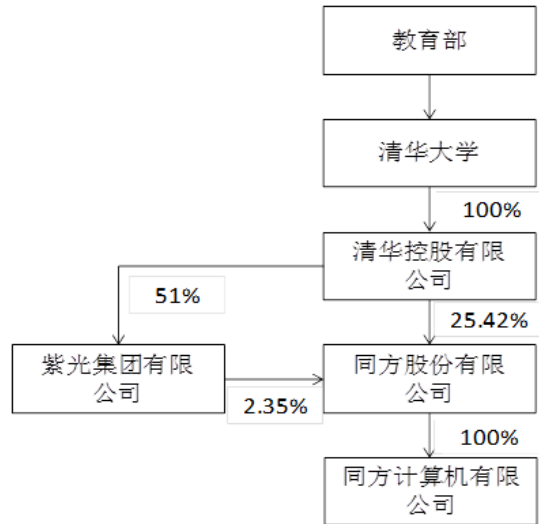 教育部
清华大学
100%
清华控股有限
公司
51%
25.42%
紫光集团有限
公司
2.35%
同方股份有限
公司
100%
同方计算机有限
公司